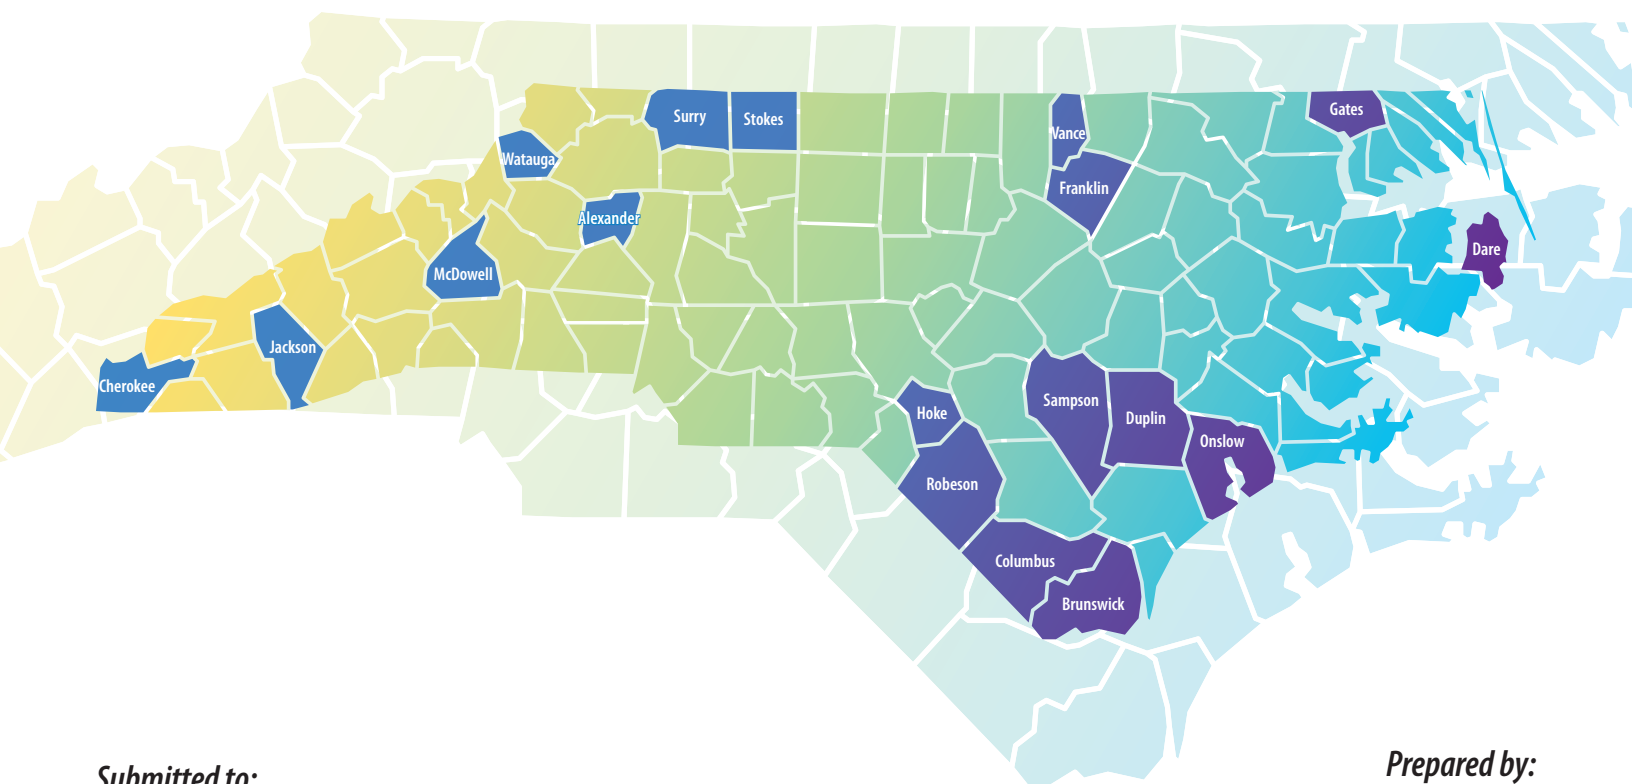 Surry
Stokes
Vance
Gates
Watauga
Franklin
Alexander
Dare
McDowell
Jackson
Cherokee
Hoke
Sampson
Duplin
Onslow
Robeson
Columbus
Brunswick
Prepared by:
Submitted to: